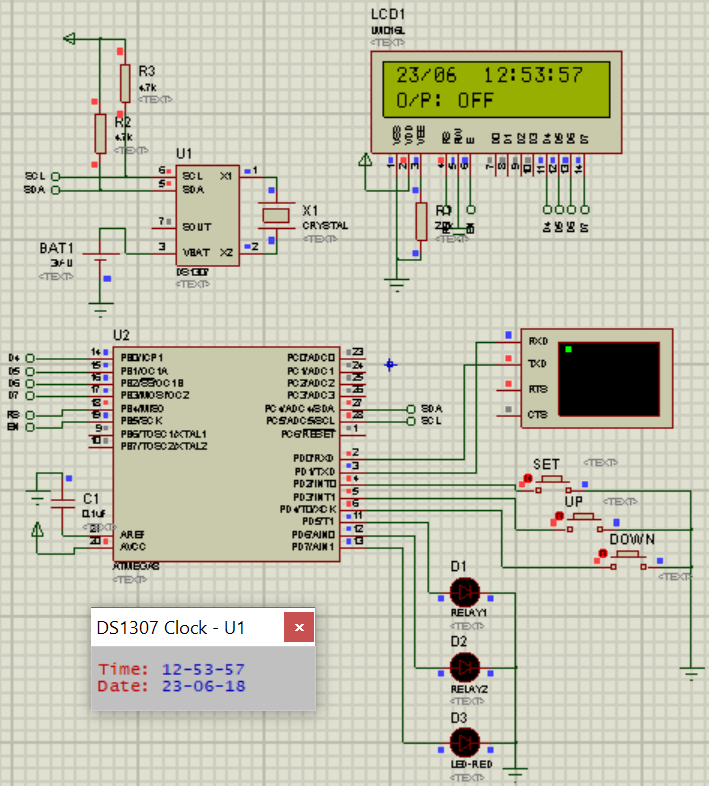 LCD1
<TEXT>
23/06 12:53:57
O/P: OFF
VSS VDD VEE RS RW E D0 D1 D2 D3 D4 D5 D6 D7
1 2 3 4 5 6 7 8 9 10 11 12 13 14
D4 D5 D6 D7
R3
4.7k
<TEXT>
R2
4.7k
<TEXT>
U1
SCL 6 SCL X1 1
SDA 5 SDA
7 SOUT
3 VBAT X2 2
DS1307
<TEXT>
X1
CRYSTAL
<TEXT>
BAT1
<TEXT>
<TEXT>
U2
D4 14 PB0/ICP1 PC0/ADC0 23
D5 15 PB1/OC1A PC1/ADC1 24
D6 16 PB2/SS/OC1B PC2/ADC2 25
D7 17 PB3/MOSI/OC2 PC3/ADC3 26
RS 18 PB4/MISO PC4/ADC4/SDA 27 SDA
EN 19 PB5/SCK PC5/ADC5/SCL 28 SCL
9 PB6/TOSC1/XTAL1 PC6/RESET 1
10 PB7/TOSC2/XTAL2
PD0/RXD 2
PD1/TXD 3
PD2/INT0 4
PD3/INT1 5
PD4/T0/XCK 6
PD5/T1 11
21 AREF PD6/AIN0 12
20 AVCC PD7/AIN1 13
ATMEGA8
<TEXT>
C1
0.1uF
<TEXT>
RXD
TXD
RTS
CTS
<TEXT>
SET
<TEXT>
UP
<TEXT>
DOWN
<TEXT>
D1
RELAY1
<TEXT>
D2
RELAY2
<TEXT>
D3
LED-RED
<TEXT>
DS1307 Clock - U1
Time: 12-53-57
Date: 23-06-18